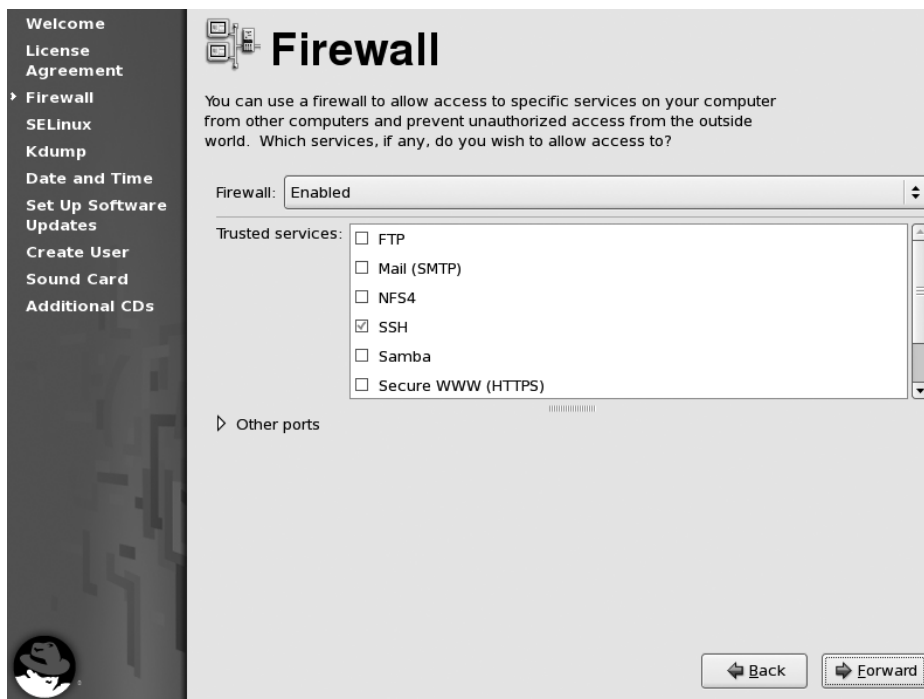 Welcome
License
Agreement
Firewall
SELinux
Kdump
Date and Time
Set Up Software
Updates
Create User
Sound Card
Additional CDs
Firewall
You can use a firewall to allow access to specific services on your computer
from other computers and prevent unauthorized access from the outside
world. Which services, if any, do you wish to allow access to?
Firewall: Enabled
Trusted services:
FTP
Mail (SMTP)
NFS4
SSH
Samba
Secure WWW (HTTPS)
Other ports
Back
Forward